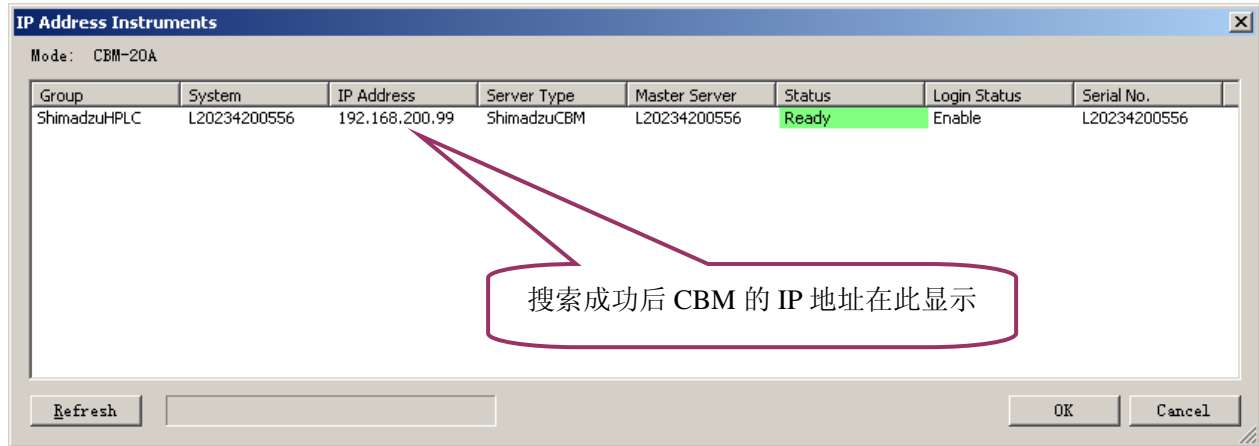 IP Address Instruments
Mode: CBM-20A
Group System IP Address Server Type Master Server Status Login Status Serial No.
ShimadzuHPLC L20234200556 192.168.200.99 ShimadzuCBM L20234200556 Ready Enable L20234200556
搜索成功后 CBM 的 IP 地址在此显示
Refresh OK Cancel